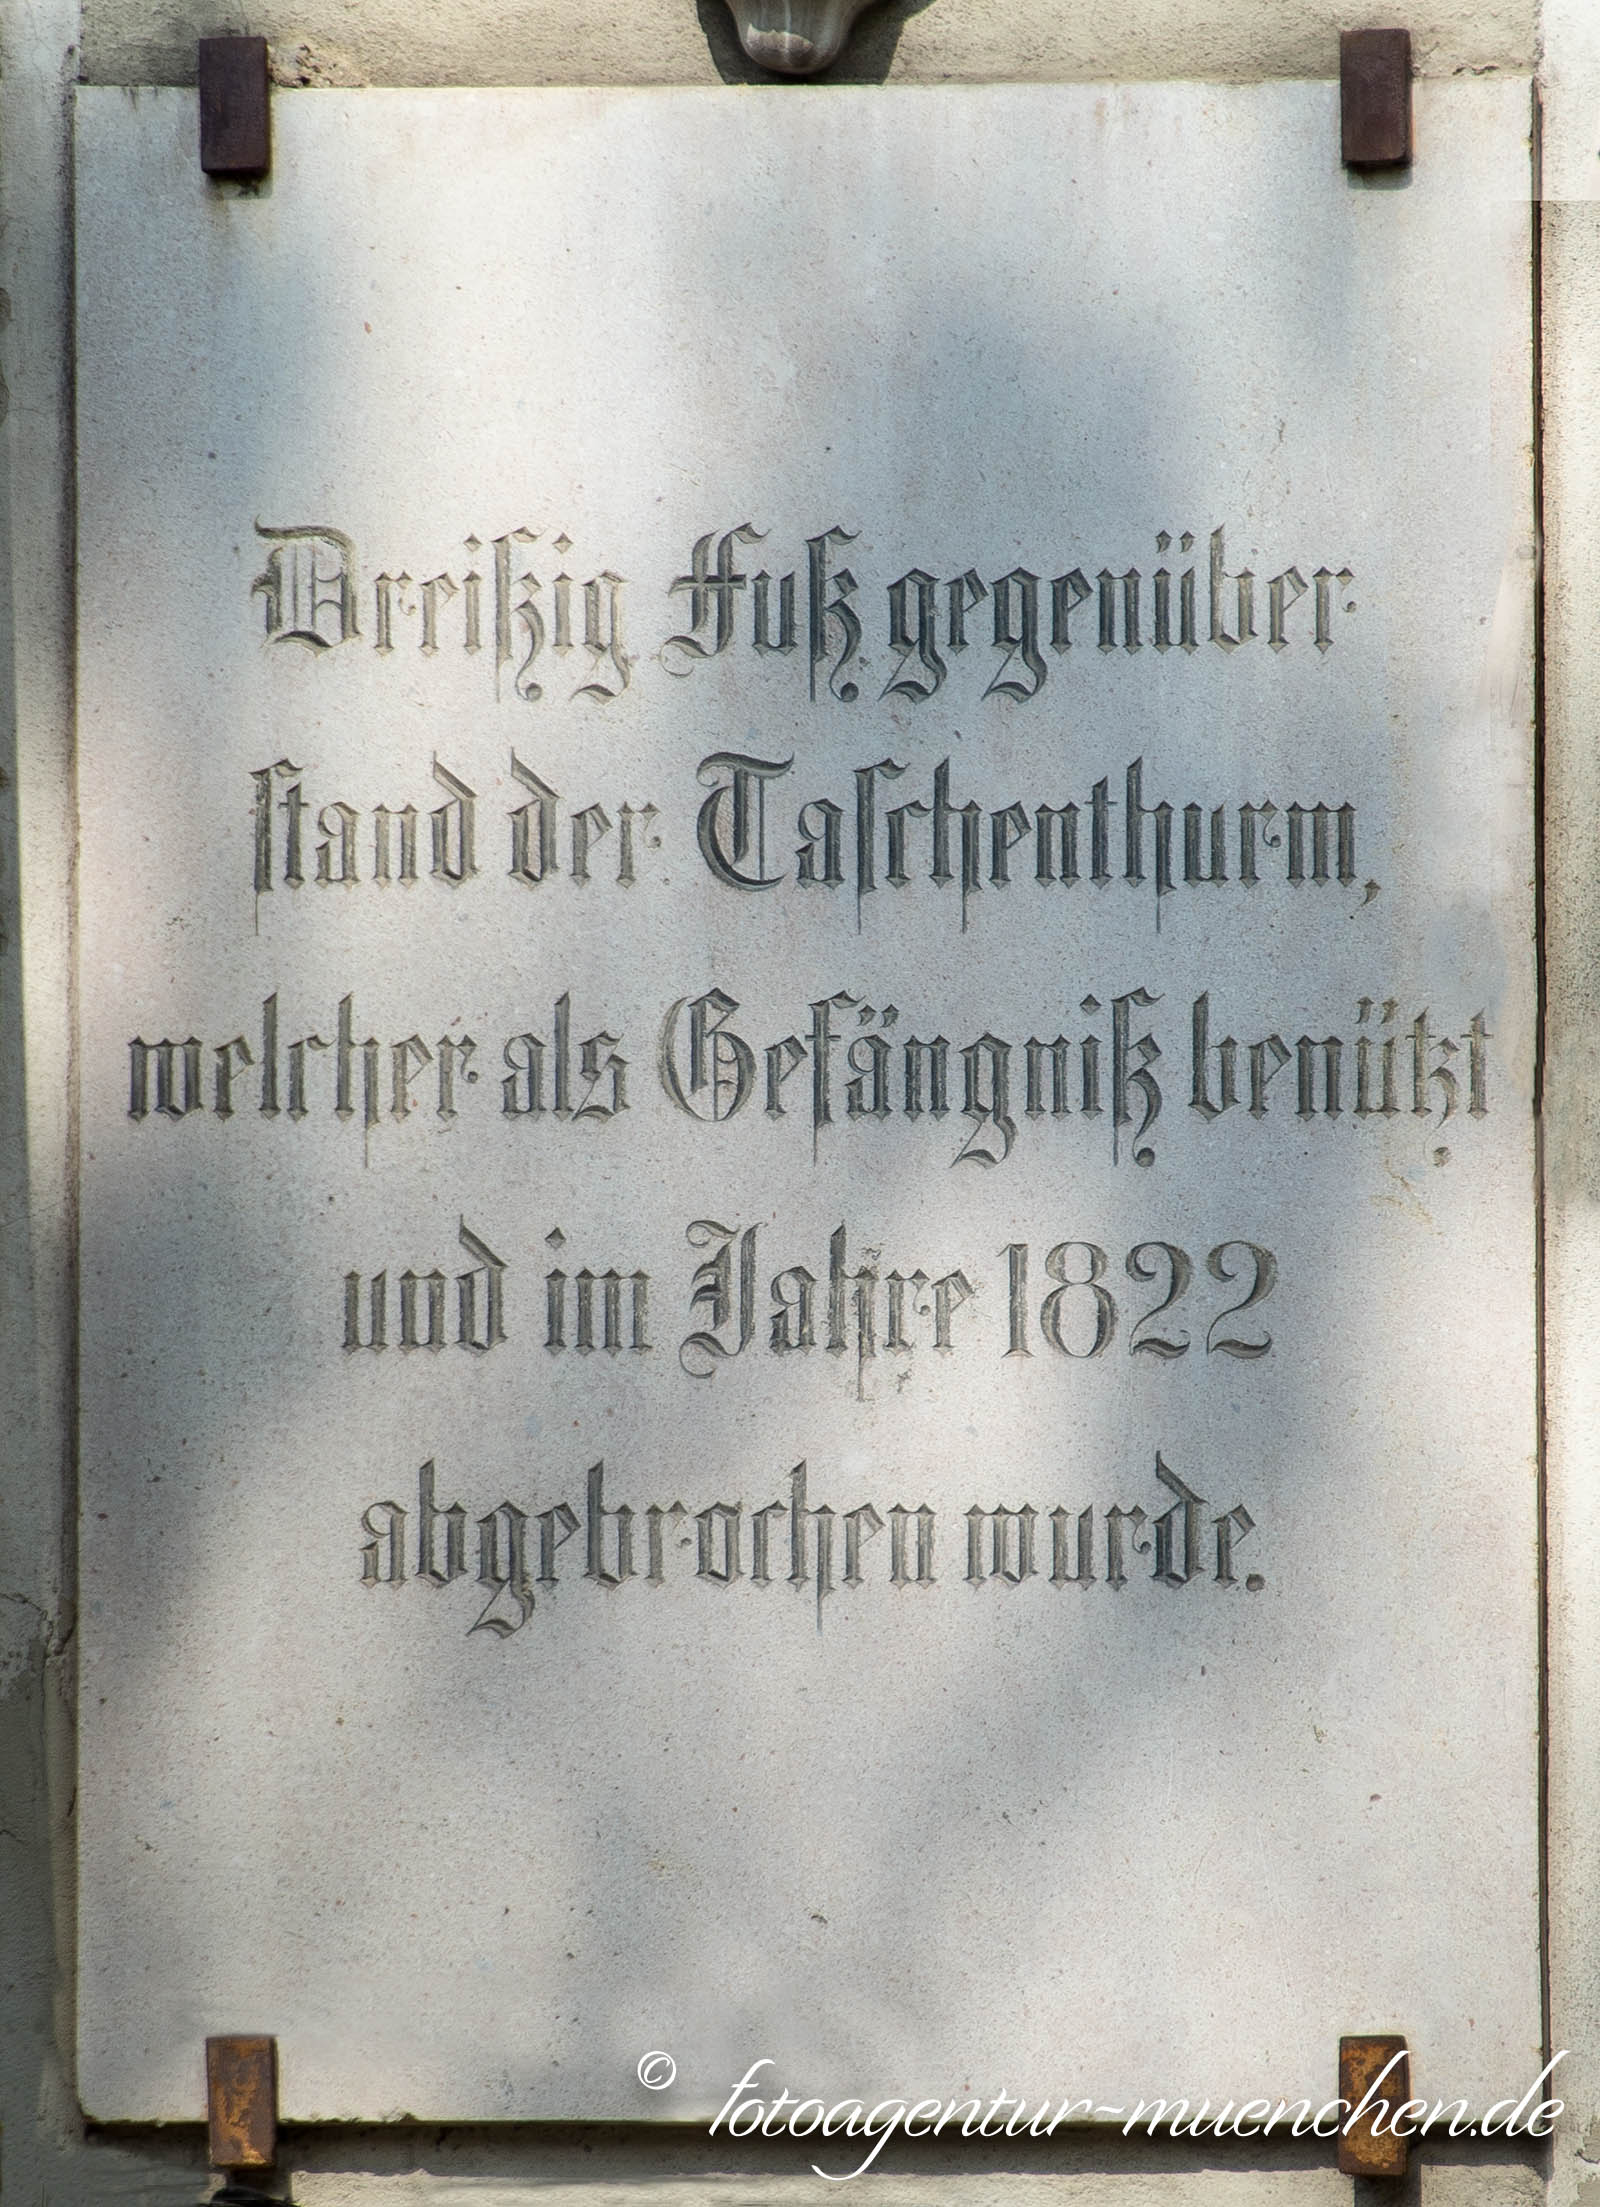 Dreißig Fuß gegenüber
stand der Taschenthurm,
welcher als Gefängniß benützt
und im Jahre 1822
abgebrochen wurde.
© fotoagentur-muenchen.de